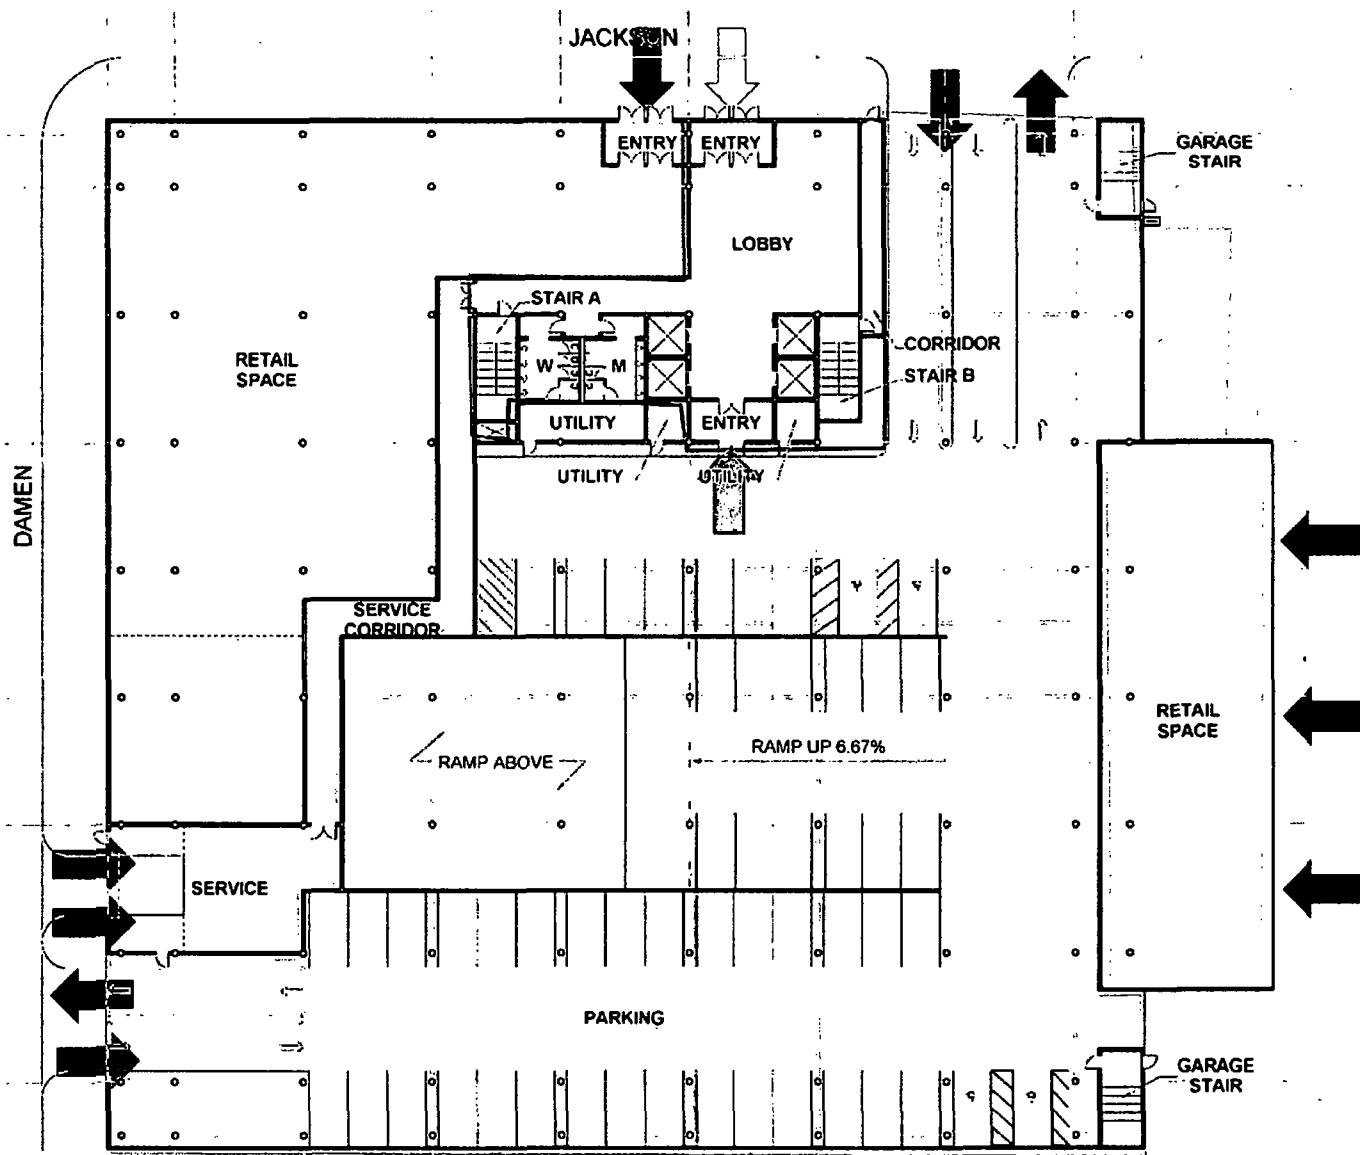 JACKSON
ENTRY
ENTRY
GARAGE
STAIR
LOBBY
STAIR A
CORRIDOR
RETAIL
SPACE
W
M
STAIR B
UTILITY
ENTRY
UTILITY
UTILITY
DAMEN
SERVICE
CORRIDOR
RETAIL
SPACE
RAMP ABOVE
RAMP UP 6.67%
SERVICE
PARKING
GARAGE
STAIR